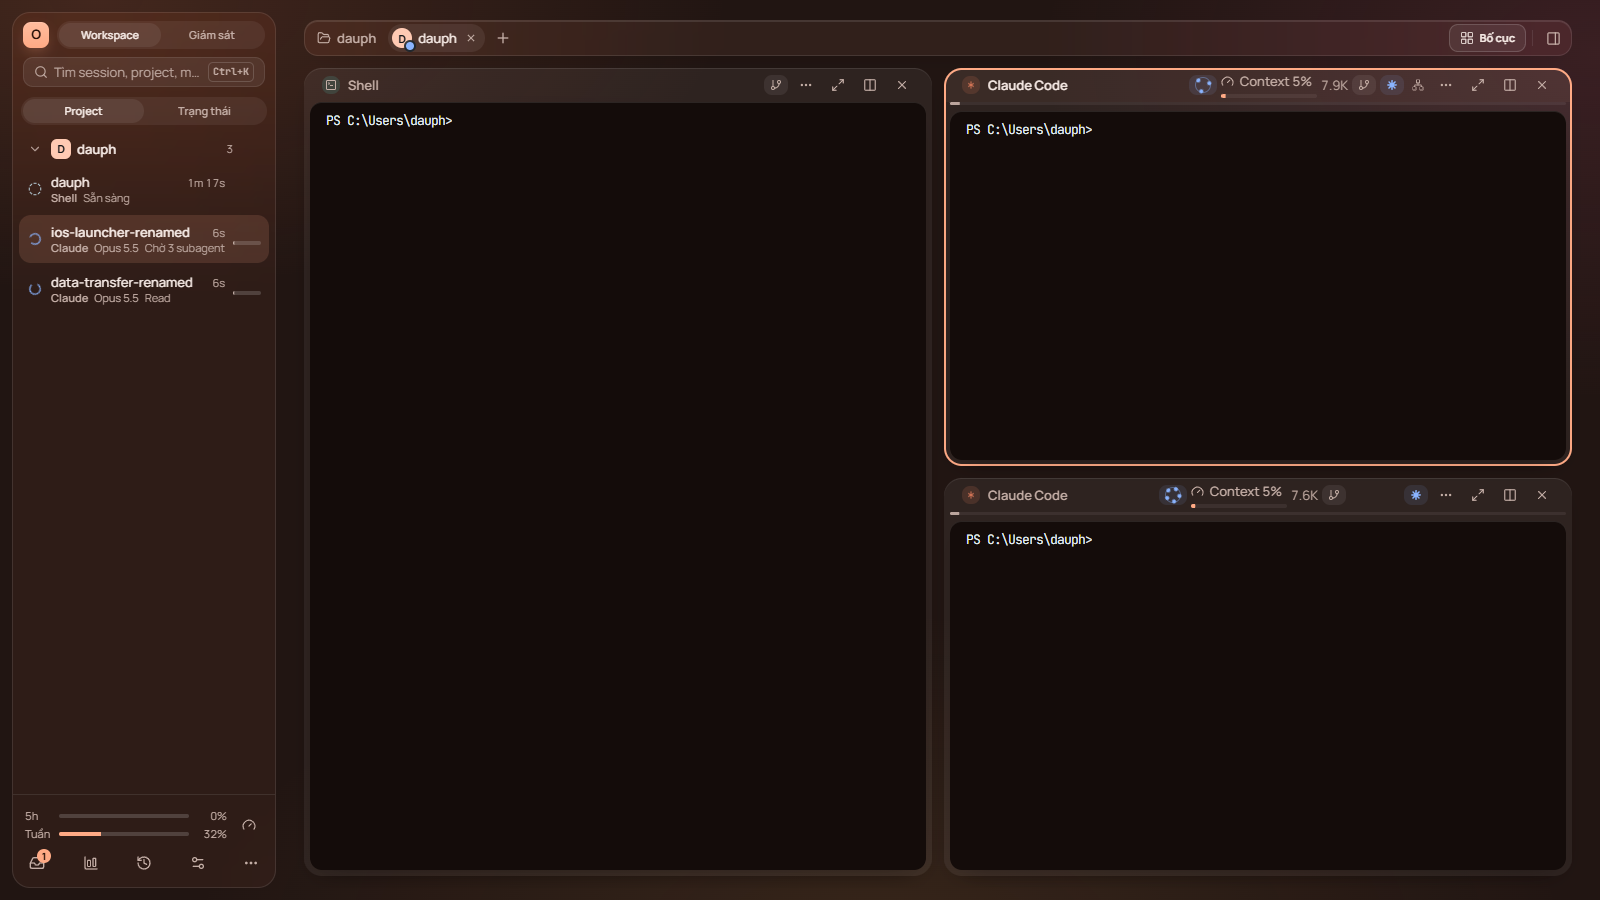 O
Workspace
Giám sát
Tìm session, project, m...
Ctrl+K
Project
Trạng thái
D dauph 3
dauph 1m 17s
Shell Sẵn sàng
ios-launcher-renamed 6s
Claude Opus 5.5 Chờ 3 subagent
data-transfer-renamed 6s
Claude Opus 5.5 Read
5h 0%
Tuần 32%
1
dauph
D dauph
Bố cục
Shell
PS C:\Users\dauph>
Claude Code
Context 5% 7.9K
PS C:\Users\dauph>
Claude Code
Context 5% 7.6K
PS C:\Users\dauph>